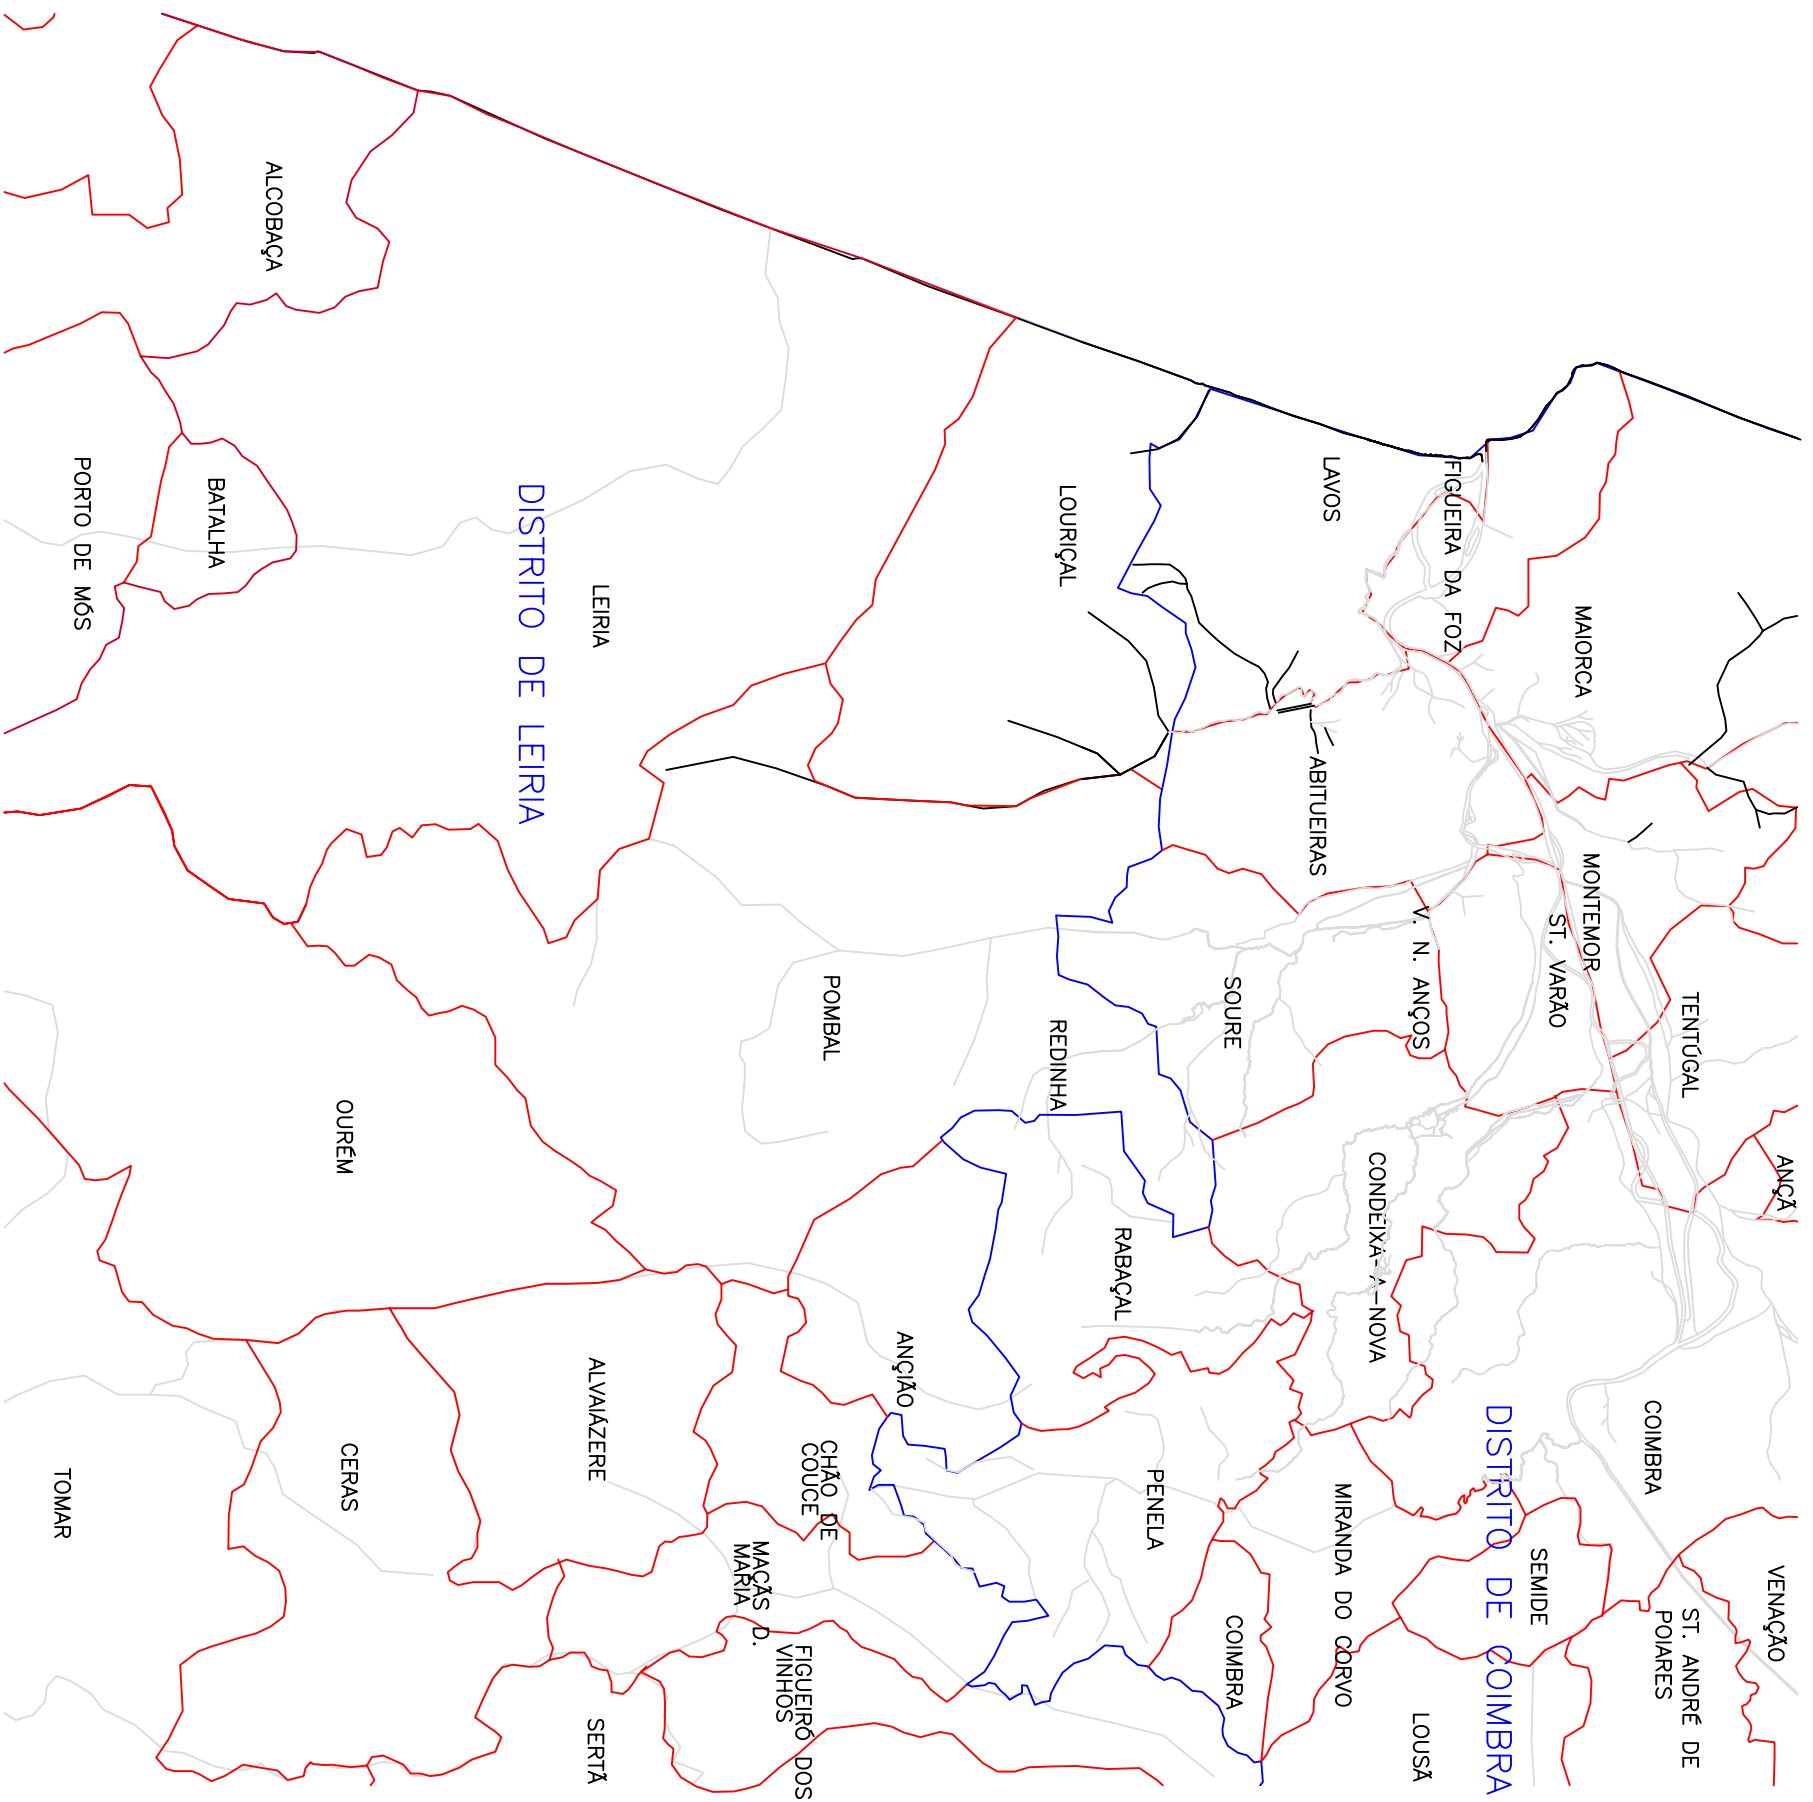 ALCOBAÇA
PORTO DE MÓS
BATALHA
DISTRITO DE LEIRIA
LEIRIA
LOURIÇAL
LAVOS
FIGUEIRA DA FOZ
MAIORCA
ABITUEIRAS
MONTEMOR
ST. VARÃO
V. N. ANÇOS
TENTÚGAL
SOURE
REDINHA
POMBAL
OURÉM
ANÇÃ
CONDEIXA-A-NOVA
RABAÇAL
ANÇIÃO
ALVAIÁZERE
CERAS
TOMAR
CHÃO DE
COUCE
PENELA
MIRANDA DO CORVO
DISTRITO DE COIMBRA
COIMBRA
SEMIDE
VENAÇÃO
ST. ANDRÉ DE
POIARES
MAÇÃS D.
MARIA
FIGUEIRÓ DOS
VINHOS
COIMBRA
LOUSÃ
SERTÃ